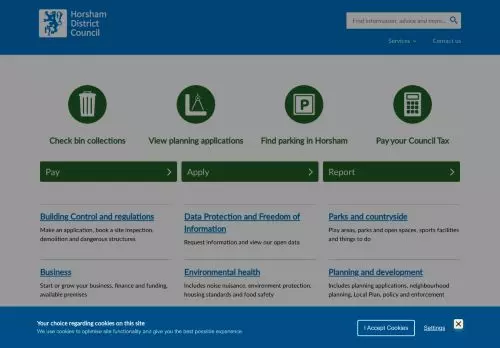 Horsham
District
Council
Find information, advice and more...
Services
Contact us
P
Check bin collections
View planning applications
Find parking in Horsham
Pay your Council Tax
Pay
Apply
Report
Building Control and regulations
Make an application, book a site inspection,
demolition and dangerous structures
Data Protection and Freedom of
Information
Request information and view our open data
Parks and countryside
Play areas, parks and open spaces, sports facilities
and things to do
Business
Start or grow your business, finance and funding,
available premises
Environmental health
Includes noise nuisance, environment protection,
housing standards and food safety
Planning and development
Includes planning applications, neighbourhood
planning, Local Plan, policy and enforcement
Your choice regarding cookies on this site
We use cookies to optimise site functionality and give you the best possible experience
I Accept Cookies
Settings